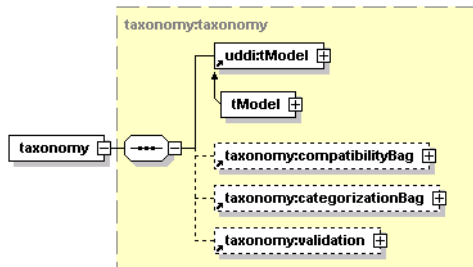 taxonomy:taxonomy
uddi:tModel
tModel
taxonomy
taxonomy:compatibilityBag
taxonomy:categorizationBag
taxonomy:validation